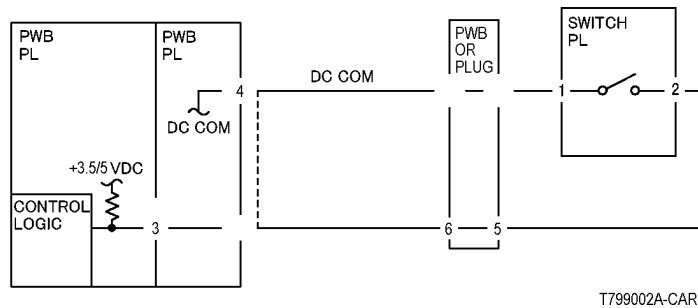 PWB
PL
PWB
PL
4
DC COM
DC COM
PWB
OR
PLUG
SWITCH
PL
1
2
+3.5/5 VDC
CONTROL
LOGIC
3
6
5
T799002A-CAR